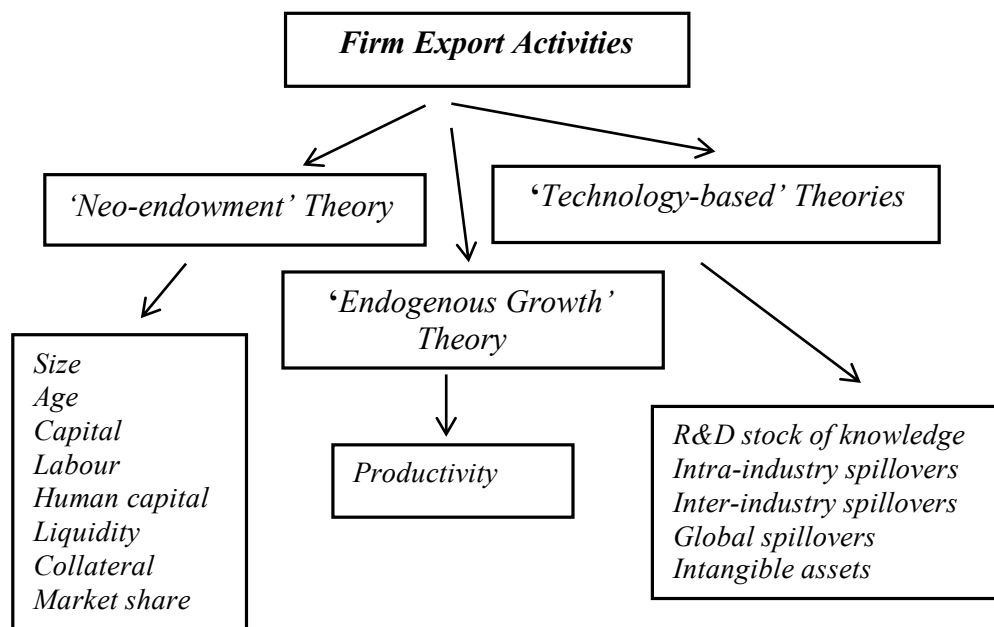 Firm Export Activities
‘Neo-endowment’ Theory
‘Technology-based’ Theories
‘Endogenous Growth’
Theory
Size
Age
Capital
Labour
Human capital
Liquidity
Collateral
Market share
Productivity
R&D stock of knowledge
Intra-industry spillovers
Inter-industry spillovers
Global spillovers
Intangible assets